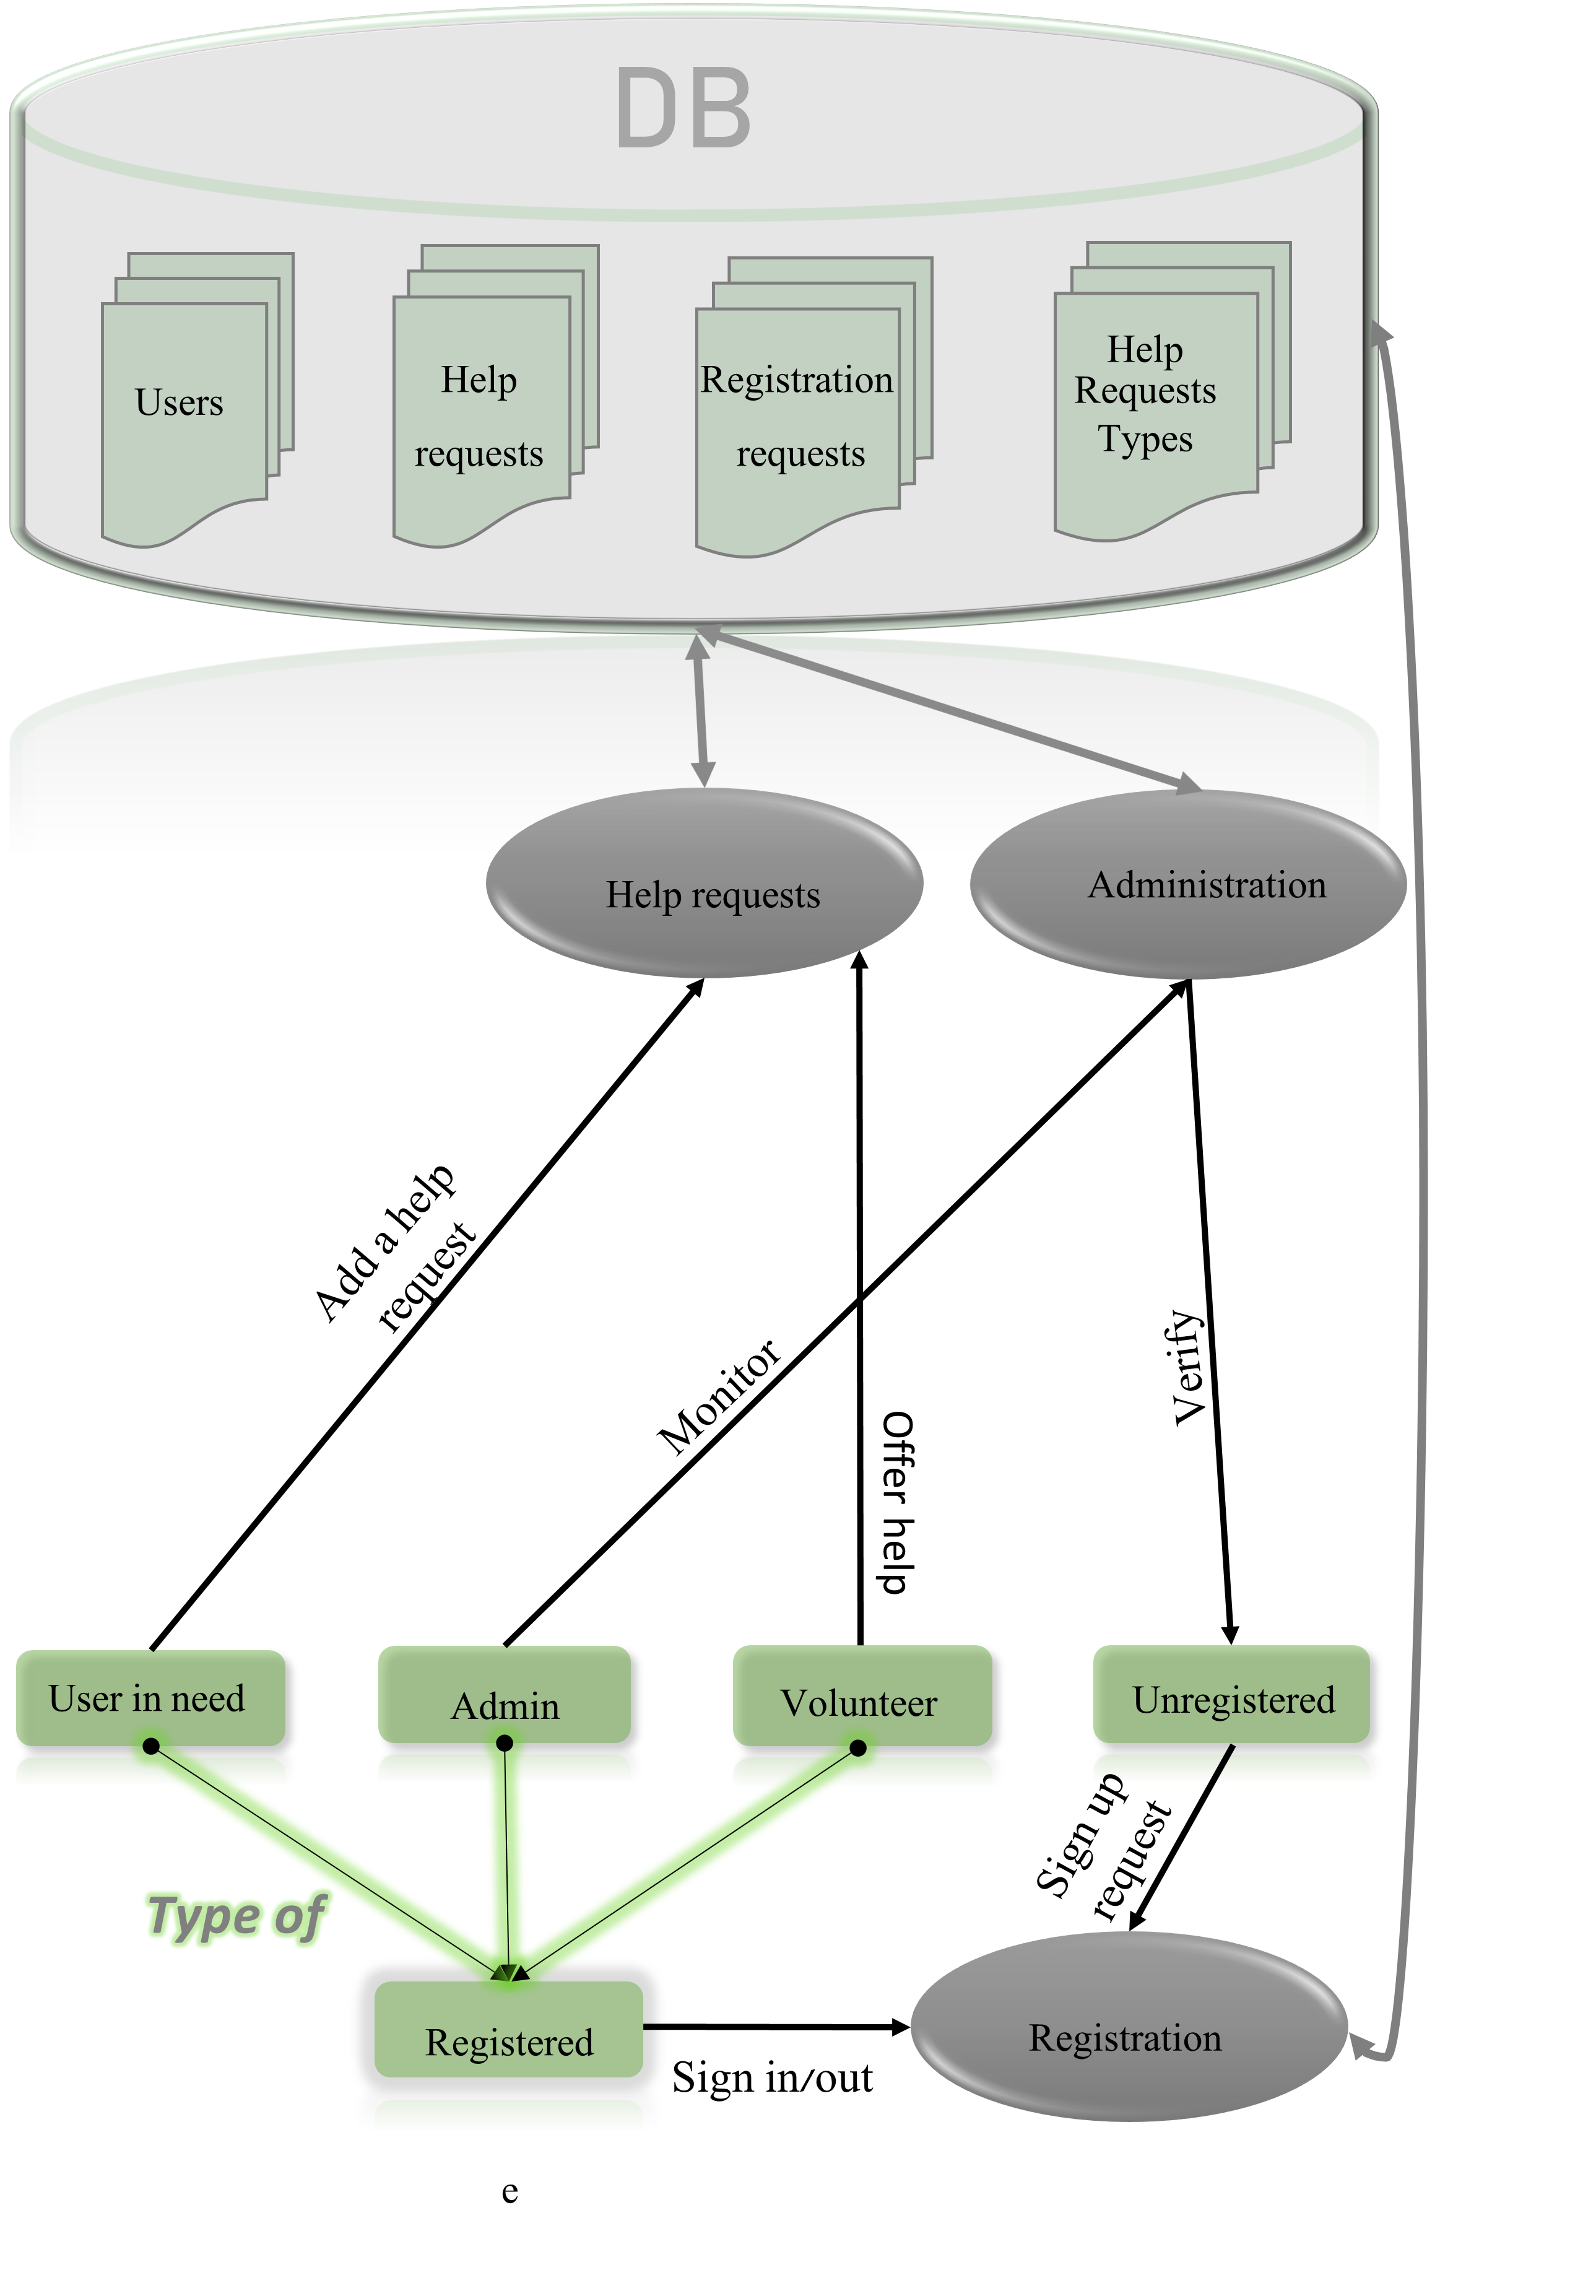 DB
Users
Help
requests
Registration
requests
Help
Requests
Types
Help requests
Administration
Add a help
request
Monitor
Offer help
Verify
User in need
Admin
Volunteer
Unregistered
Type of
Sign up
request
Registered
Sign in/out
Registration
e